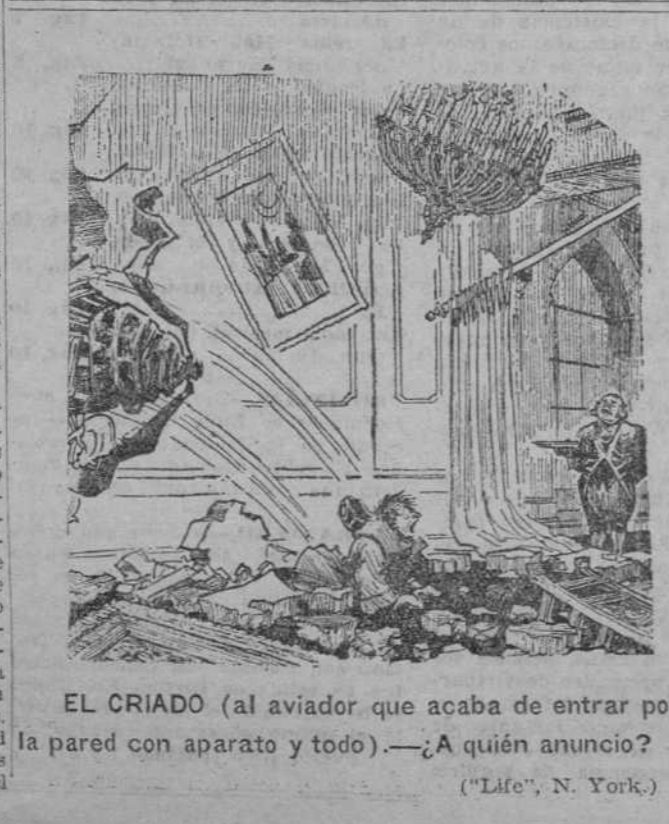 EL CRIADO (al aviador que acaba de entrar po
la pared con aparato y todo).—¿A quién anuncio?
("Life", N. York.)